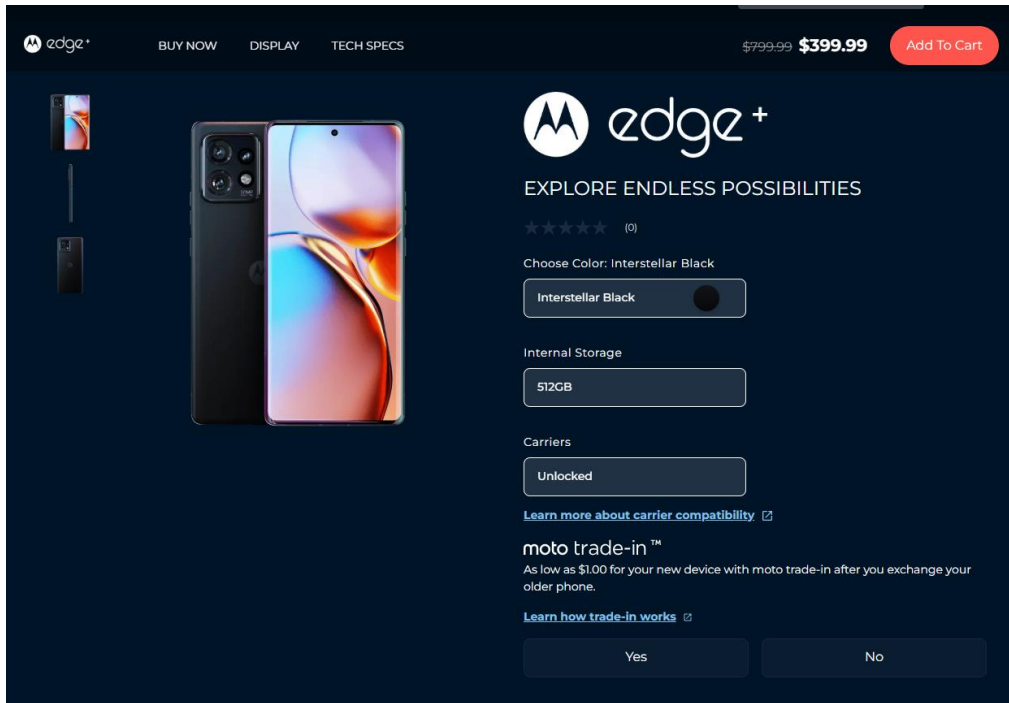 edge+
BUY NOW
DISPLAY
TECH SPECS
$799.99 $399.99
Add To Cart
edge+
EXPLORE ENDLESS POSSIBILITIES
(0)
Choose Color: Interstellar Black
Interstellar Black
Internal Storage
512GB
Carriers
Unlocked
Learn more about carrier compatibility
moto trade-in™
As low as $1.00 for your new device with moto trade-in after you exchange your
older phone.
Learn how trade-in works
Yes
No